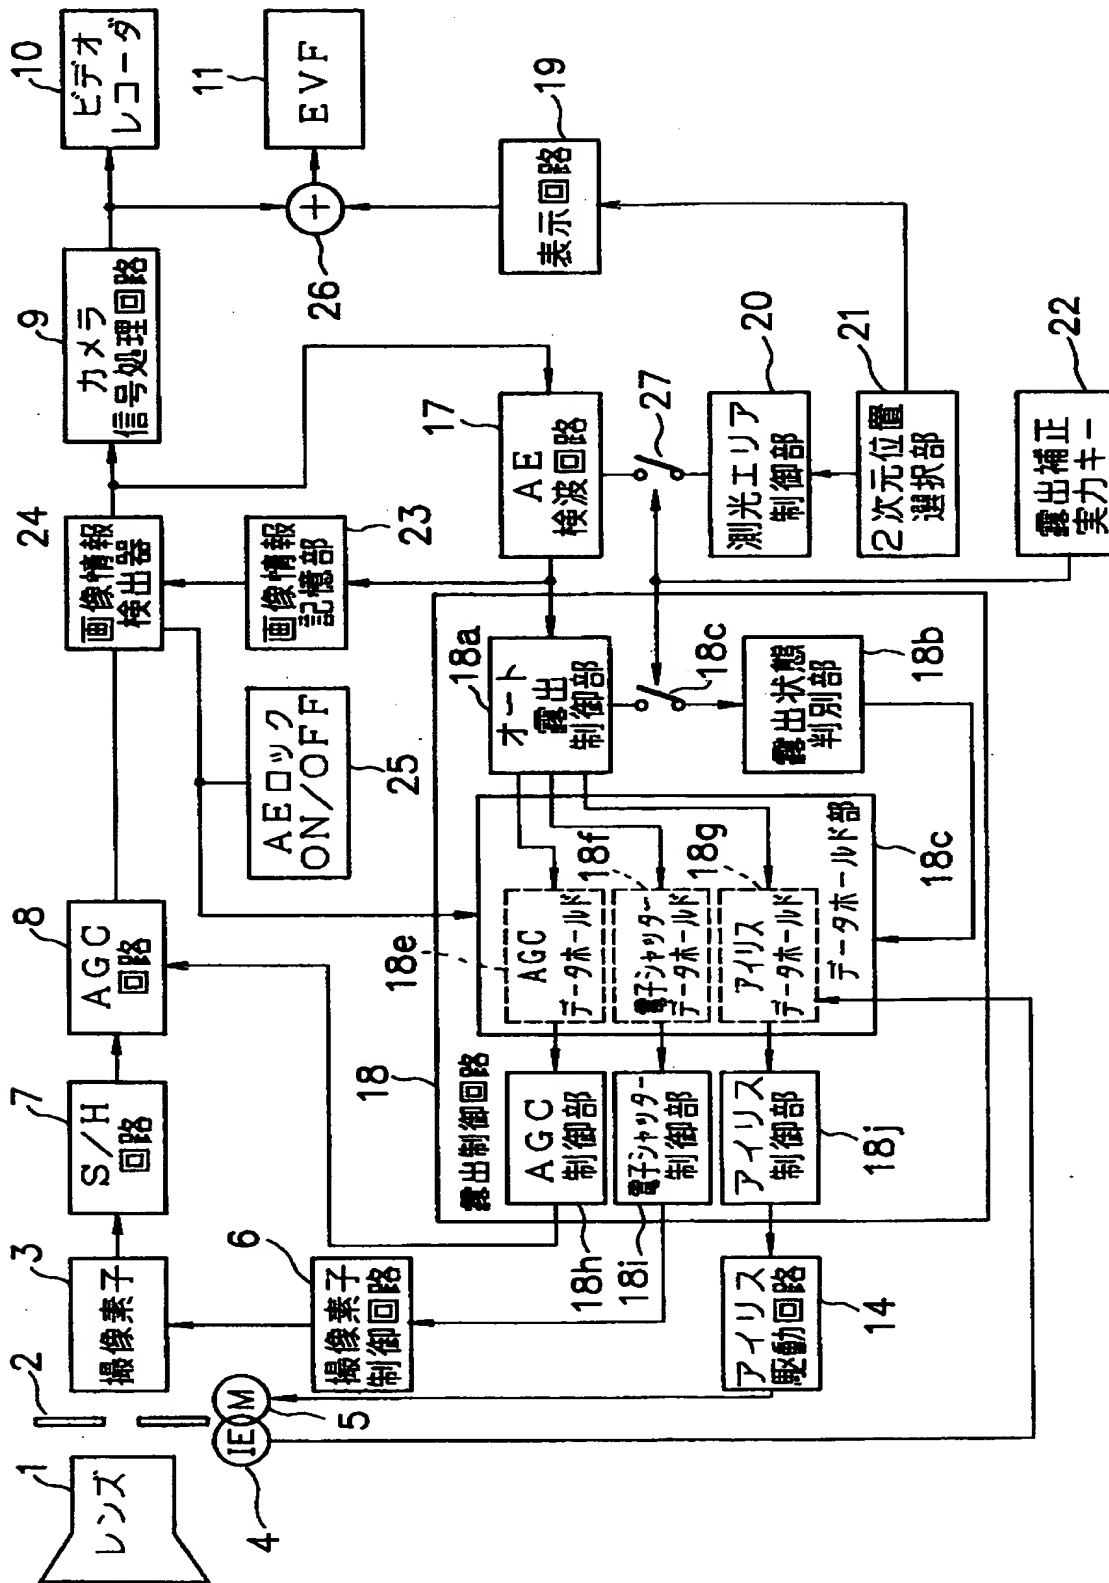 1
レンズ
2
3
撮像素子
4
IE
5
M
6
撮像素子
制御回路
7
S/H
回路
8
AGC
回路
24
画像情報
検出器
9
カメラ
信号処理回路
10
ビデオ
レコーダ
11
EVF
26
+
19
表示回路
AEロック
ON/OFF
25
画像情報
記憶部
23
17
AE
検波回路
27
測光エリア
制御部
20
2次元位置
選択部
21
露出補正
実力キー
22
18
露出制御回路
18a
オート
露出
制御部
18c
露出状態
判別部
18b
18e
AGC
データホールド
18f
電子シャッター
データホールド
18g
アイリス
データホールド
データホールド部
18c
AGC
制御部
18h
電子シャッター
制御部
18i
アイリス
制御部
18j
アイリス
駆動回路
14